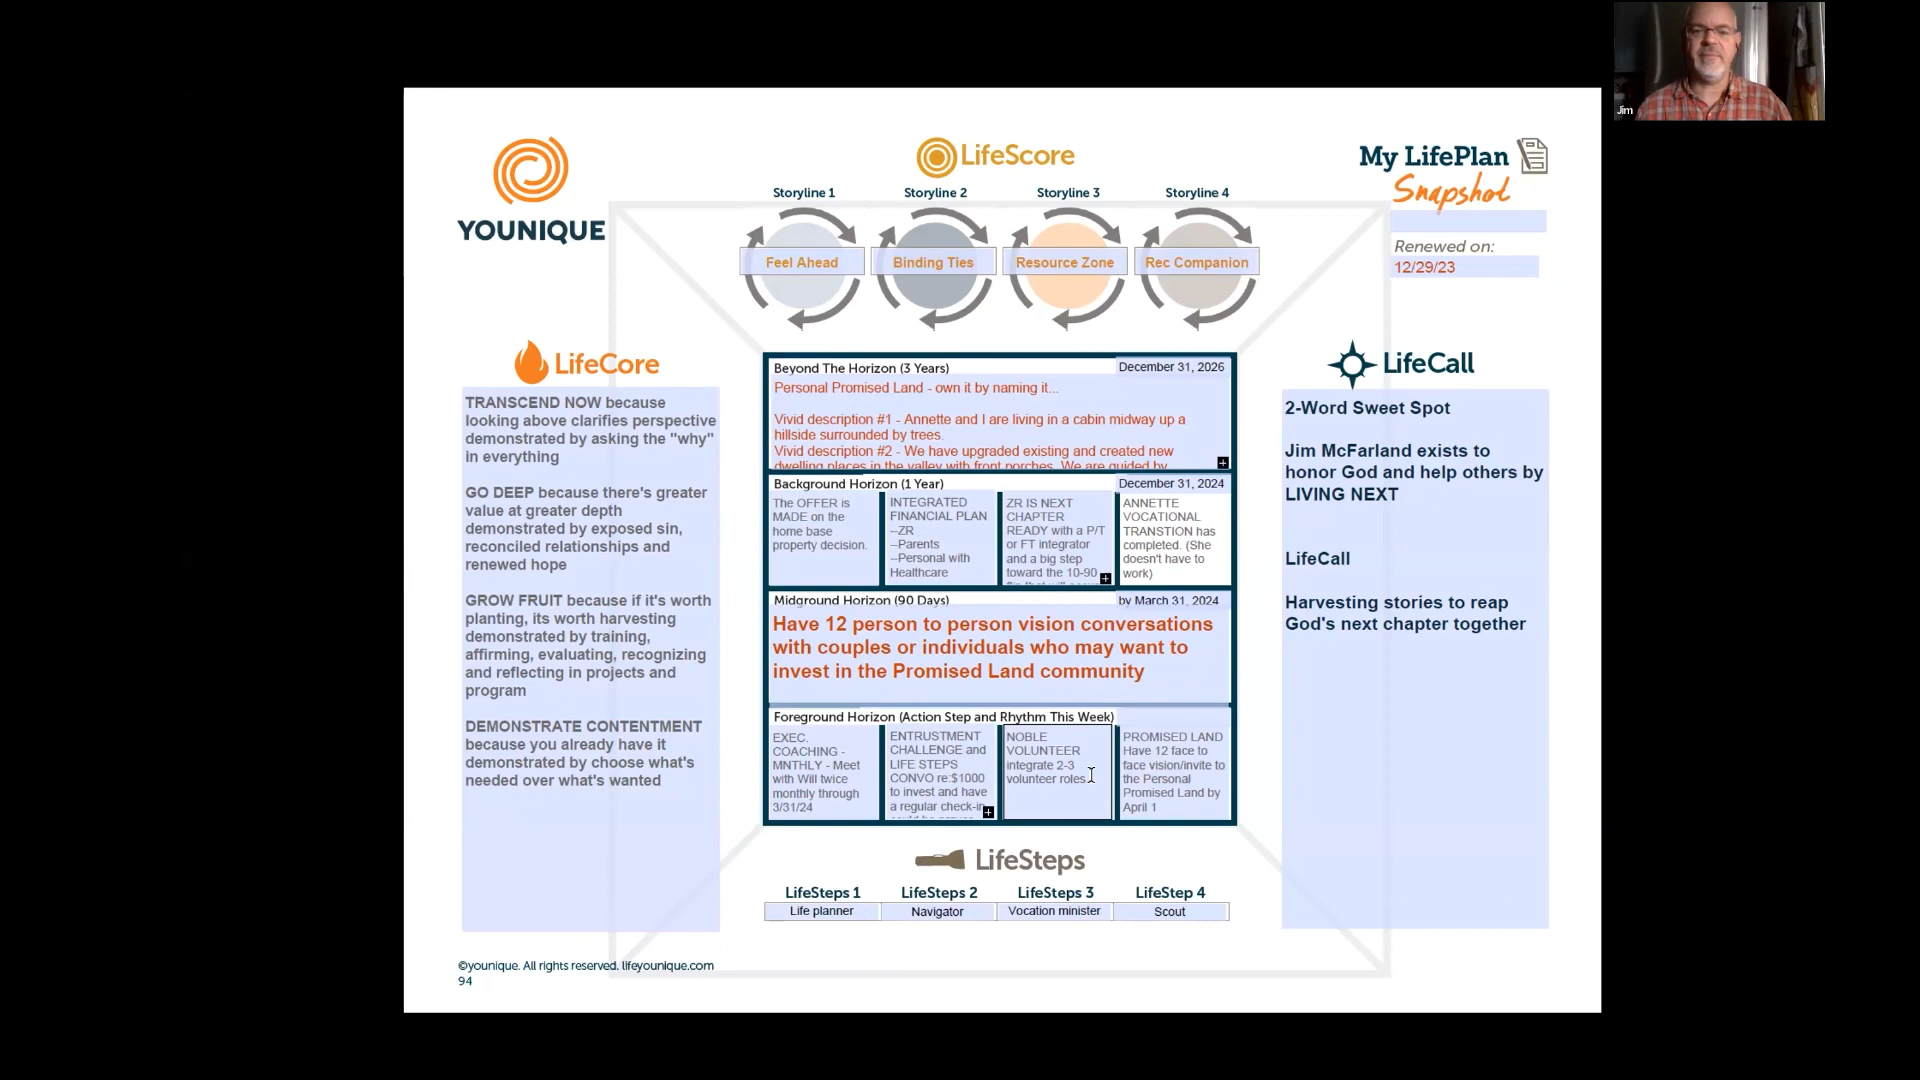 Jim
YOUNIQUE
LifeScore
Storyline 1
Storyline 2
Storyline 3
Storyline 4
Feel Ahead
Binding Ties
Resource Zone
Rec Companion
My LifePlan
Snapshot
Renewed on:
12/29/23
LifeCore
TRANSCEND NOW because
looking above clarifies perspective
demonstrated by asking the "why"
in everything
GO DEEP because there's greater
value at greater depth
demonstrated by exposed sin,
reconciled relationships and
renewed hope
GROW FRUIT because if it's worth
planting, its worth harvesting
demonstrated by training,
affirming, evaluating, recognizing
and reflecting in projects and
program
DEMONSTRATE CONTENTMENT
because you already have it
demonstrated by choose what's
needed over what's wanted
Beyond The Horizon (3 Years)
December 31, 2026
Personal Promised Land - own it by naming it...
Vivid description #1 - Annette and I are living in a cabin midway up a
hillside surrounded by trees.
Vivid description #2 - We have upgraded existing and created new
dwelling places in the valley with front porches. We are guided by
Background Horizon (1 Year)
December 31, 2024
The OFFER is
MADE on the
home base
property decision.
INTEGRATED
FINANCIAL PLAN
--ZR
--Parents
--Personal with
Healthcare
ZR IS NEXT
CHAPTER
READY with a P/T
or FT integrator
and a big step
toward the 10-90
ANNETTE
VOCATIONAL
TRANSTION has
completed. (She
doesn't have to
work)
Midground Horizon (90 Days)
by March 31, 2024
Have 12 person to person vision conversations
with couples or individuals who may want to
invest in the Promised Land community
Foreground Horizon (Action Step and Rhythm This Week)
EXEC.
COACHING -
MNTHLY - Meet
with Will twice
monthly through
3/31/24
ENTRUSTMENT
CHALLENGE and
LIFE STEPS
CONVO re:$1000
to invest and have
a regular check-in
NOBLE
VOLUNTEER
integrate 2-3
volunteer roles
PROMISED LAND
Have 12 face to
face vision/invite to
the Personal
Promised Land by
April 1
LifeCall
2-Word Sweet Spot
Jim McFarland exists to
honor God and help others by
LIVING NEXT
LifeCall
Harvesting stories to reap
God's next chapter together
LifeSteps
LifeSteps 1
LifeSteps 2
LifeSteps 3
LifeStep 4
Life planner
Navigator
Vocation minister
Scout
©younique. All rights reserved. lifeyounique.com
94